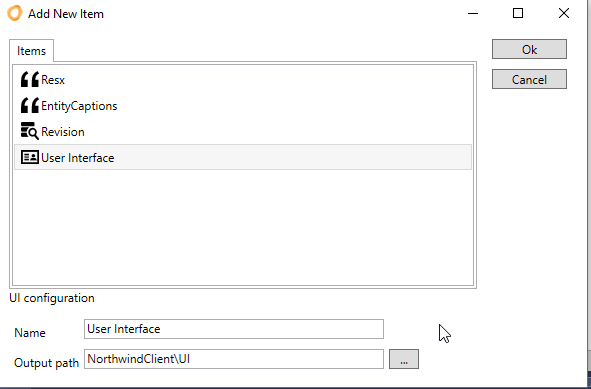 Add New Item
Items
Ok
Cancel
Resx
EntityCaptions
Revision
User Interface
UI configuration
Name
User Interface
Output path
NorthwindClient\UI
...